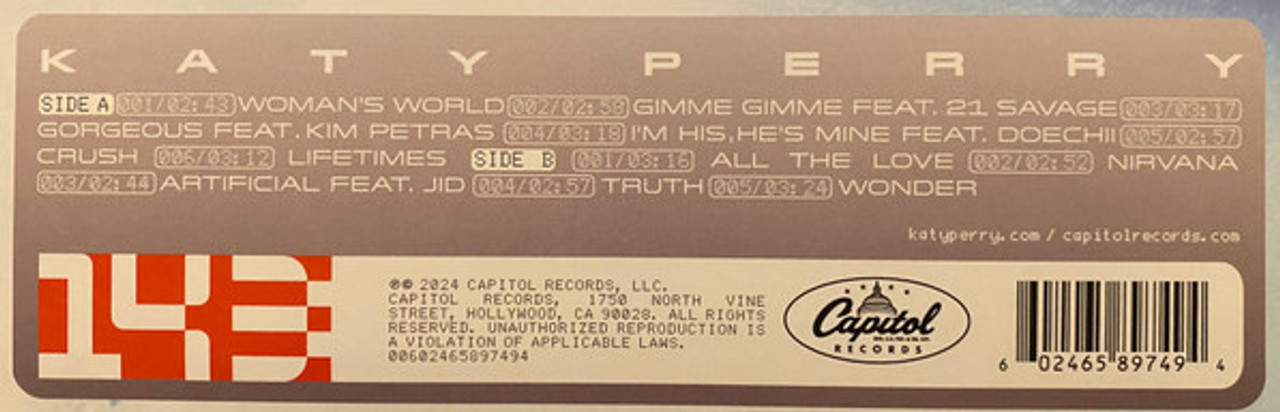 KATY PERRY
SIDE A 001/02:43 WOMAN'S WORLD 002/02:58 GIMME GIMME FEAT. 21 SAVAGE 003/03:17
GORGEOUS FEAT. KIM PETRAS 004/03:18 I'M HIS, HE'S MINE FEAT. DOECHII 005/02:57
CRUSH 006/03:12 LIFETIMES SIDE B 001/03:16 ALL THE LOVE 002/02:52 NIRVANA
003/02:44 ARTIFICIAL FEAT. JID 004/02:57 TRUTH 005/03:24 WONDER
katyperry.com / capitolrecords.com
143
℗© 2024 CAPITOL RECORDS, LLC.
CAPITOL RECORDS, 1750 NORTH VINE
STREET, HOLLYWOOD, CA 90028. ALL RIGHTS
RESERVED. UNAUTHORIZED REPRODUCTION IS
A VIOLATION OF APPLICABLE LAWS.
00602465897494
Capitol
RECORDS
6 02465 89749 4